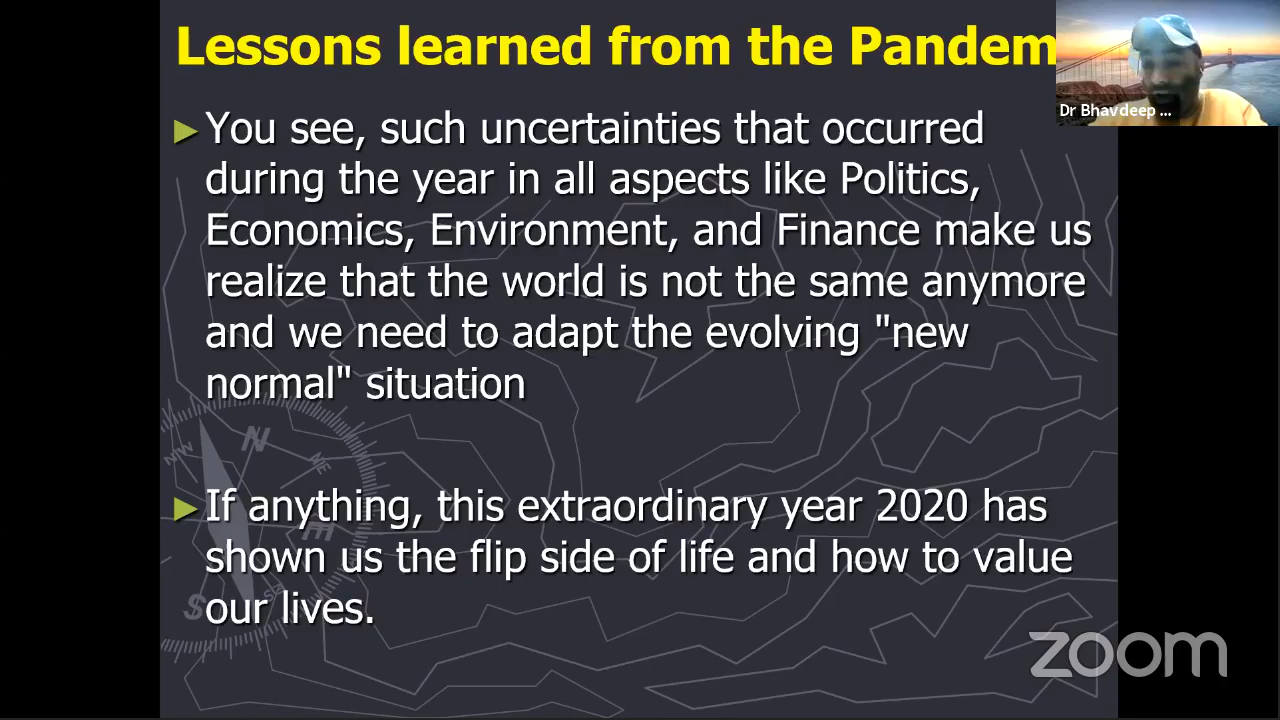 Lessons learned from the Pandem
Dr Bhavdeep ...
►You see, such uncertainties that occurred
during the year in all aspects like Politics,
Economics, Environment, and Finance make us
realize that the world is not the same anymore
and we need to adapt the evolving "new
normal" situation
N
NW
NE
►If anything, this extraordinary year 2020 has
E
shown us the flip side of life and how to value
SE
S
our lives.
zoom